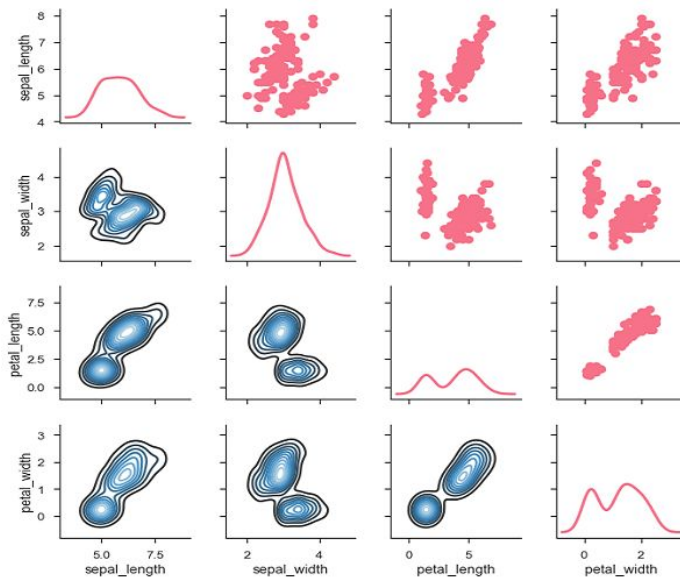 sepal_length
8
7
6
5
4
sepal_width
4
3
2
petal_length
7.5
5.0
2.5
0.0
petal_width
3
2
1
0
5.0 7.5 2 4 0 5 0 2
sepal_length sepal_width petal_length petal_width